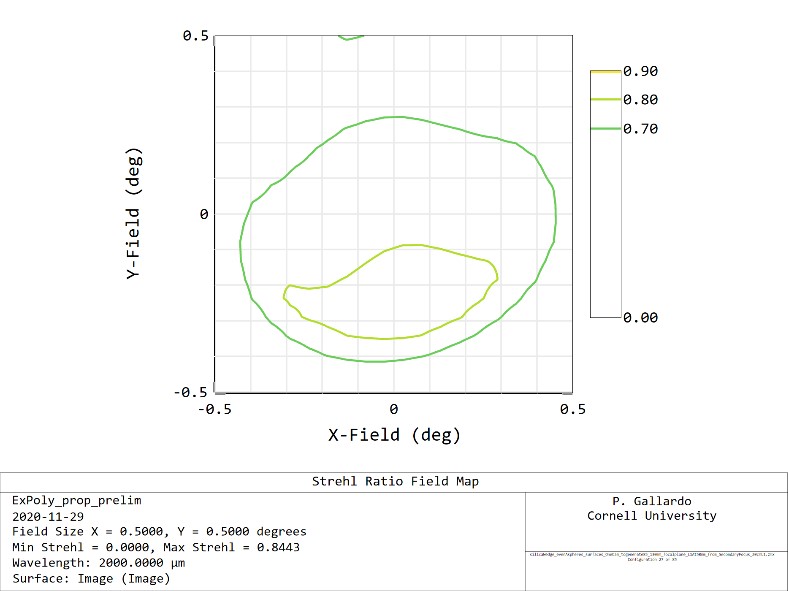 0.5
0
-0.5
Y-Field (deg)
-0.5 0 0.5
X-Field (deg)
0.90
0.80
0.70
0.00
Strehl Ratio Field Map
ExPoly_prop_prelim
2020-11-29
Field Size X = 0.5000, Y = 0.5000 degrees
Min Strehl = 0.0000, Max Strehl = 0.8443
Wavelength: 2000.0000 µm
Surface: Image (Image)
P. Gallardo
Cornell University